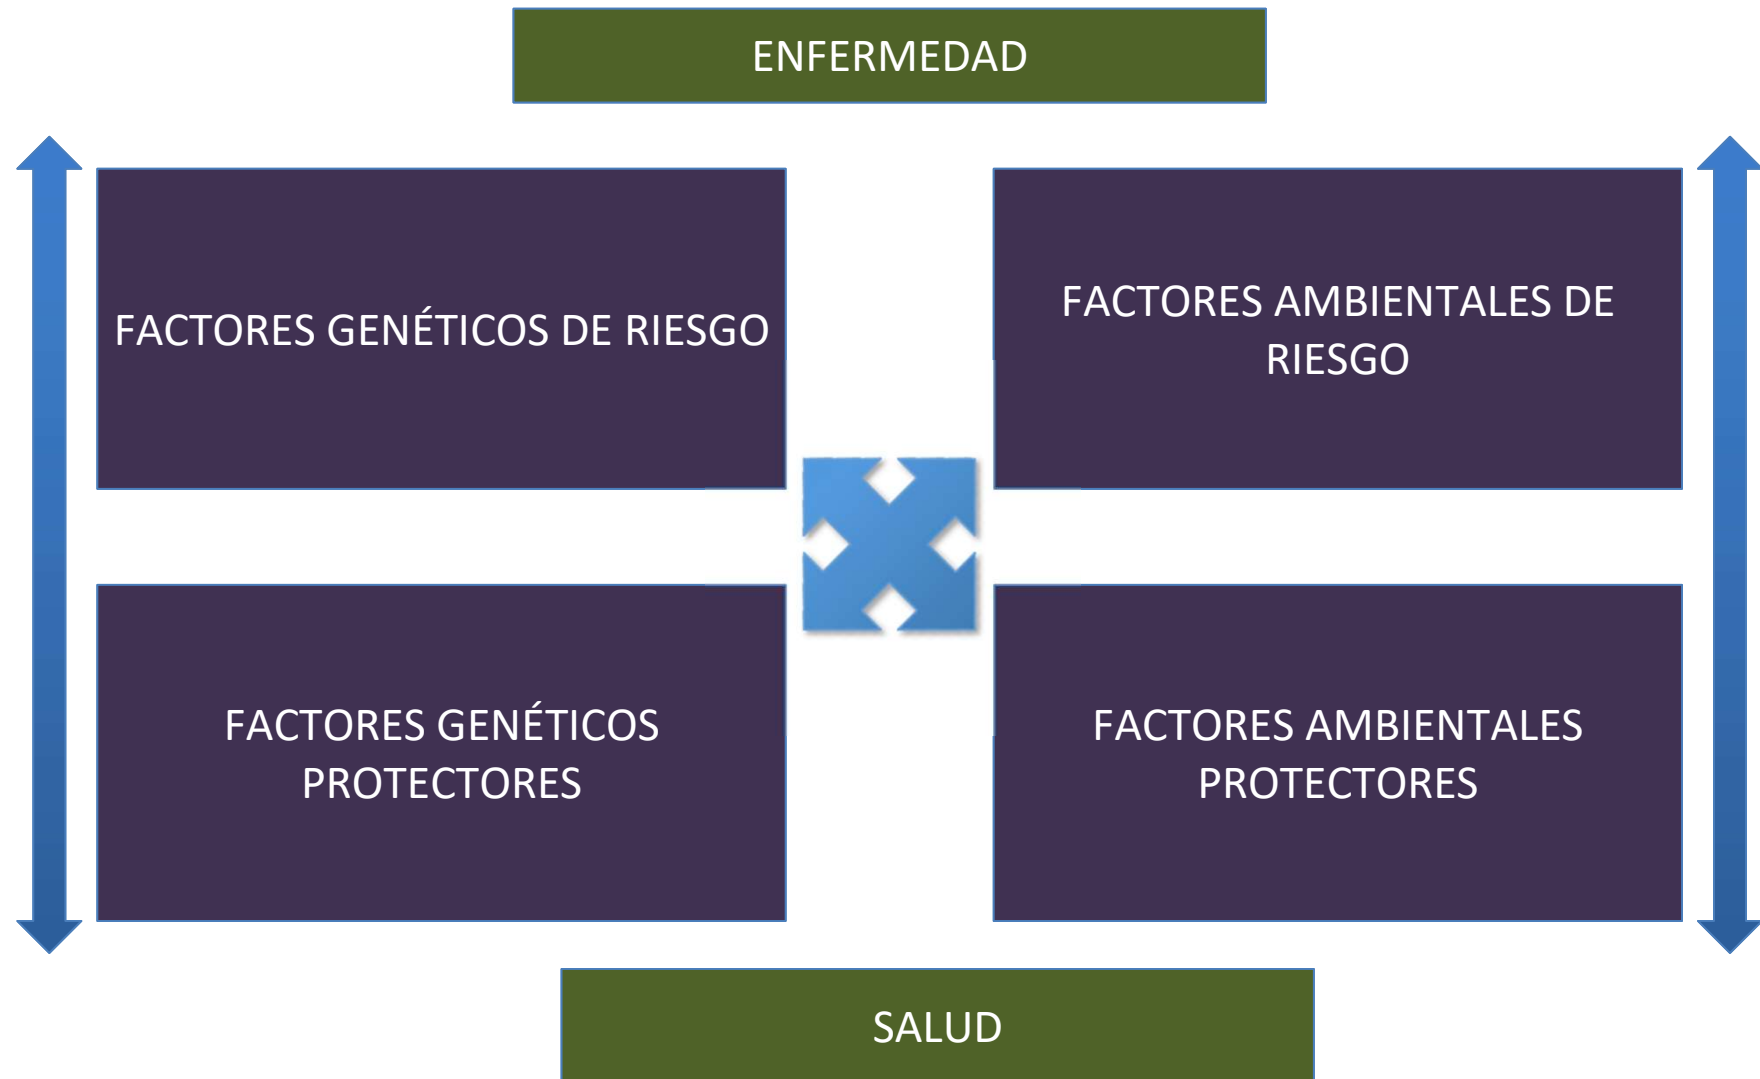 ENFERMEDAD
FACTORES GENÉTICOS DE RIESGO
FACTORES AMBIENTALES DE
RIESGO
FACTORES GENÉTICOS
PROTECTORES
FACTORES AMBIENTALES
PROTECTORES
SALUD